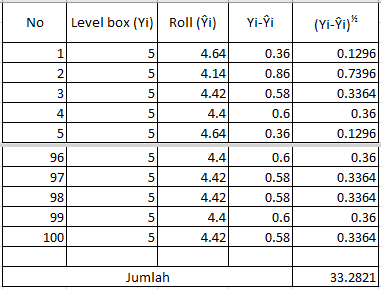 No Level box (Yi) Roll (Ŷi) Yi-Ŷi (Yi-Ŷi)^½
1 5 4.64 0.36 0.1296
2 5 4.14 0.86 0.7396
3 5 4.42 0.58 0.3364
4 5 4.4 0.6 0.36
5 5 4.64 0.36 0.1296
96 5 4.4 0.6 0.36
97 5 4.42 0.58 0.3364
98 5 4.42 0.58 0.3364
99 5 4.4 0.6 0.36
100 5 4.42 0.58 0.3364
Jumlah 33.2821